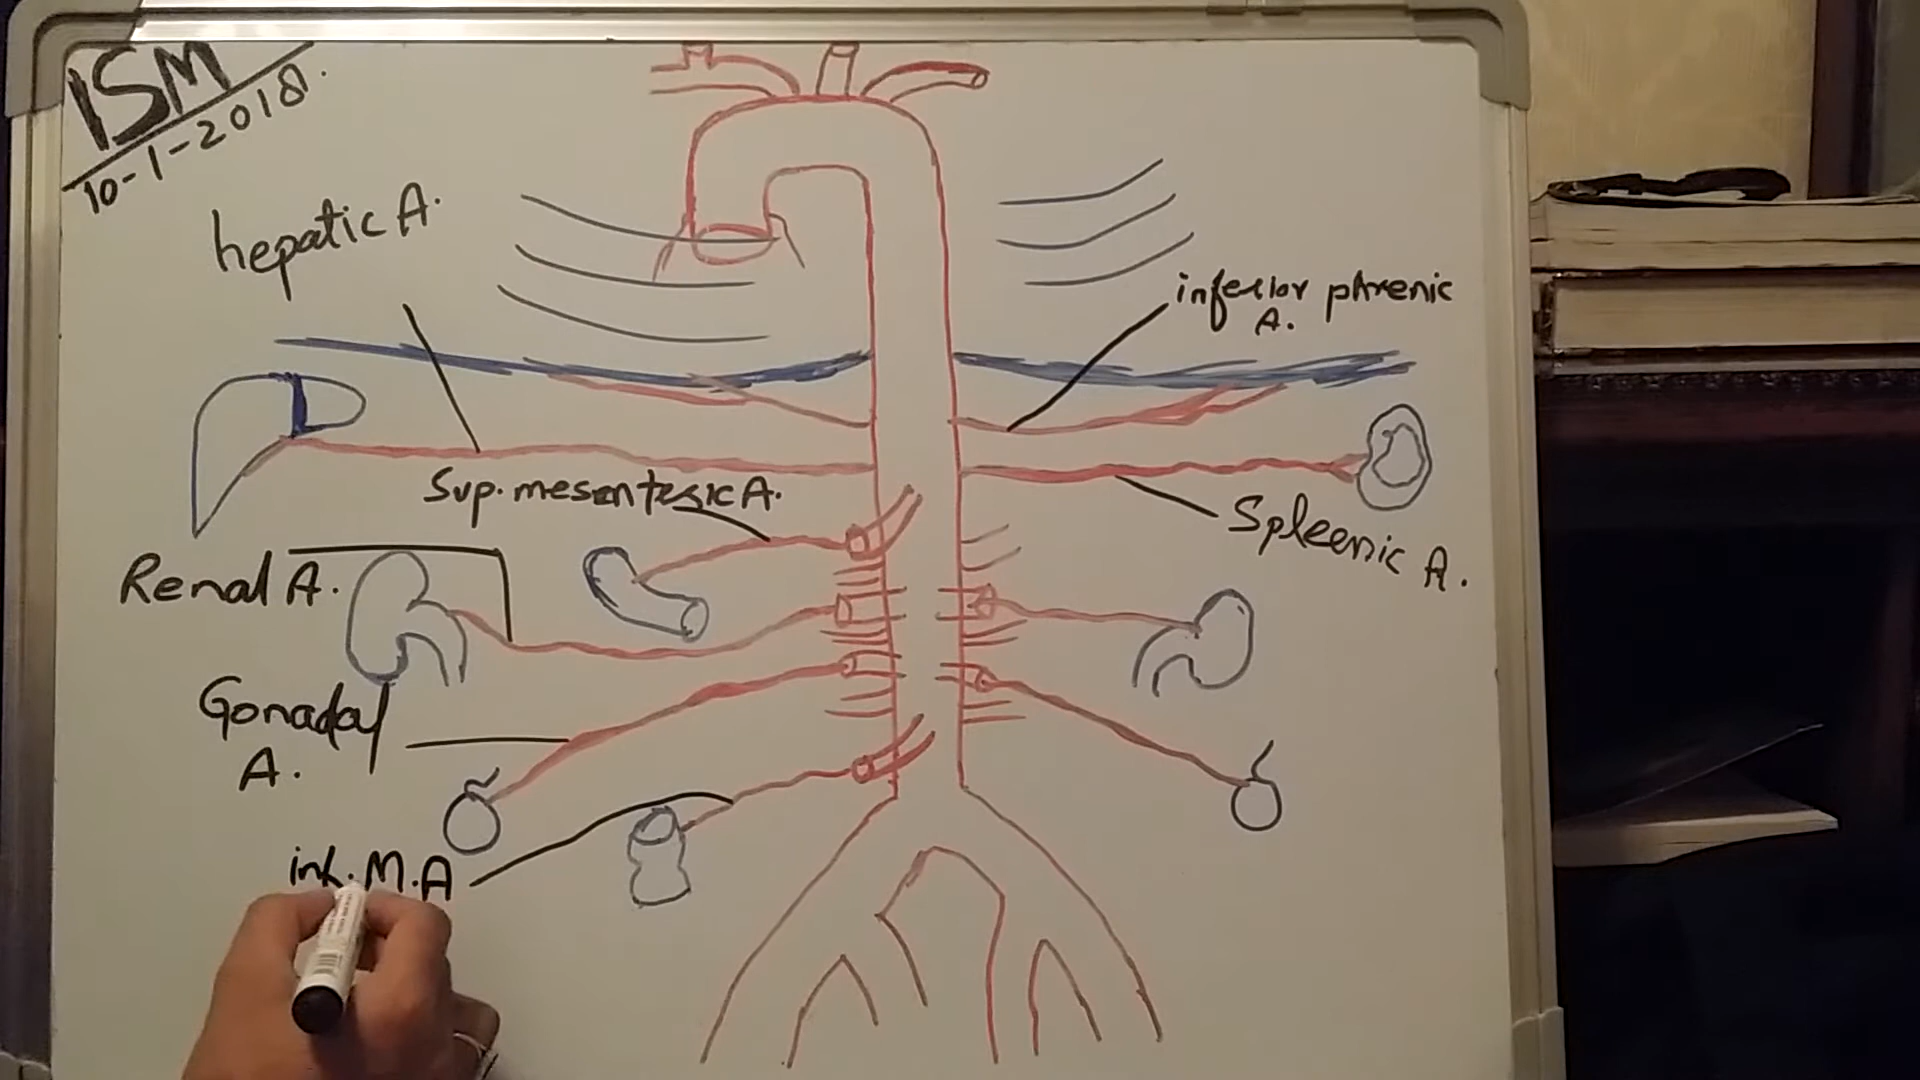 ISM
10-1-2018.
hepatic A.
inferior phrenic
A.
Sup. mesenteric A.
Spleenic A.
Renal A.
Gonadal
A.
inf. M. A